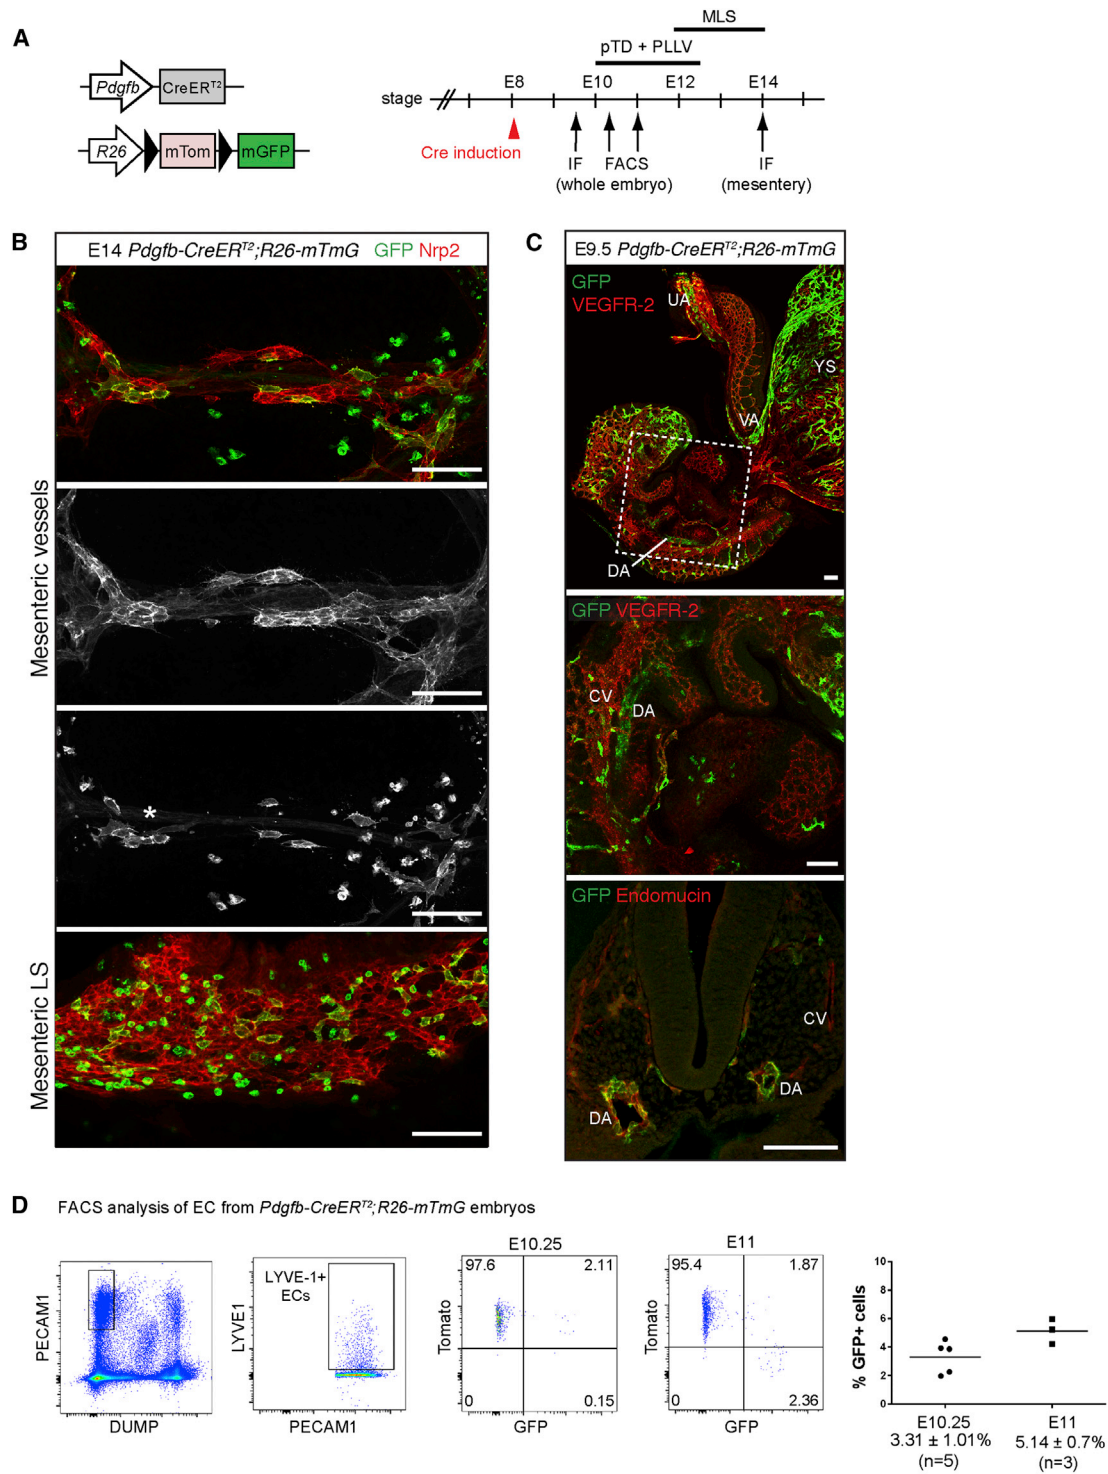 A
Pdgfb
CreERT2
R26
mTom
mGFP
MLS
pTD + PLLV
E8
E10
E12
E14
stage
Cre induction
IF
FACS
IF
(whole embryo)
(mesentery)
B
E14 Pdgfb-CreERT2;R26-mTmG GFP Nrp2
Mesenteric vessels
*
Mesenteric LS
C
E9.5 Pdgfb-CreERT2;R26-mTmG
GFP
VEGFR-2
UA
YS
VA
DA
GFP VEGFR-2
CV
DA
GFP Endomucin
CV
DA
DA
D
FACS analysis of EC from Pdgfb-CreERT2;R26-mTmG embryos
PECAM1
DUMP
LYVE-1+
ECs
LYVE1
PECAM1
E10.25
97.6
2.11
Tomato
0
0.15
GFP
E11
95.4
1.87
Tomato
0
2.36
GFP
% GFP+ cells
10
8
6
4
2
0
E10.25
3.31 ± 1.01%
(n=5)
E11
5.14 ± 0.7%
(n=3)